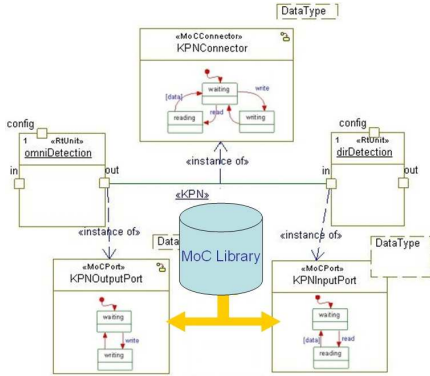 DataType
«MoCConnector»
KPNConnector
waiting
[data]
write
reading
read
writing
config
1 «RtUnit»
omniDetection
in
out
config
1 «RtUnit»
dirDetection
in
out
«instance of»
«KPN»
«instance of»
«instance of»
Data
DataType
MoC Library
«MoCPort»
KPNOutputPort
waiting
write
writing
«MoCPort»
KPNInputPort
waiting
[data]
read
reading